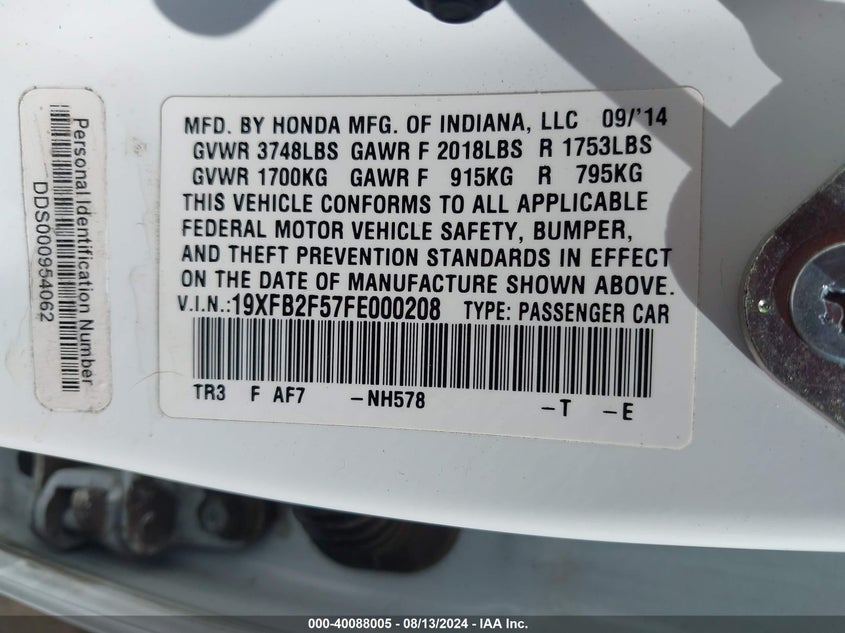 Personal Identification Number
DDS000954062
MFD. BY HONDA MFG. OF INDIANA, LLC 09/'14
GVWR 3748LBS GAWR F 2018LBS R 1753LBS
GVWR 1700KG GAWR F 915KG R 795KG
THIS VEHICLE CONFORMS TO ALL APPLICABLE
FEDERAL MOTOR VEHICLE SAFETY, BUMPER,
AND THEFT PREVENTION STANDARDS IN EFFECT
ON THE DATE OF MANUFACTURE SHOWN ABOVE.
V.I.N.:19XFB2F57FE000208 TYPE: PASSENGER CAR
TR3 F AF7 -NH578 -T -E
000-40088005 - 08/13/2024 - IAA Inc.